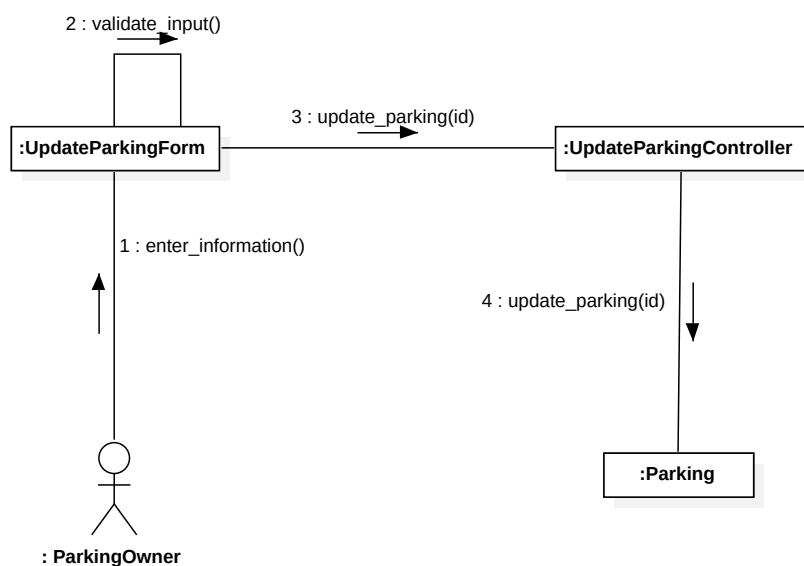 2 : validate_input()
3 : update_parking(id)
:UpdateParkingForm
:UpdateParkingController
1 : enter_information()
4 : update_parking(id)
:Parking
: ParkingOwner